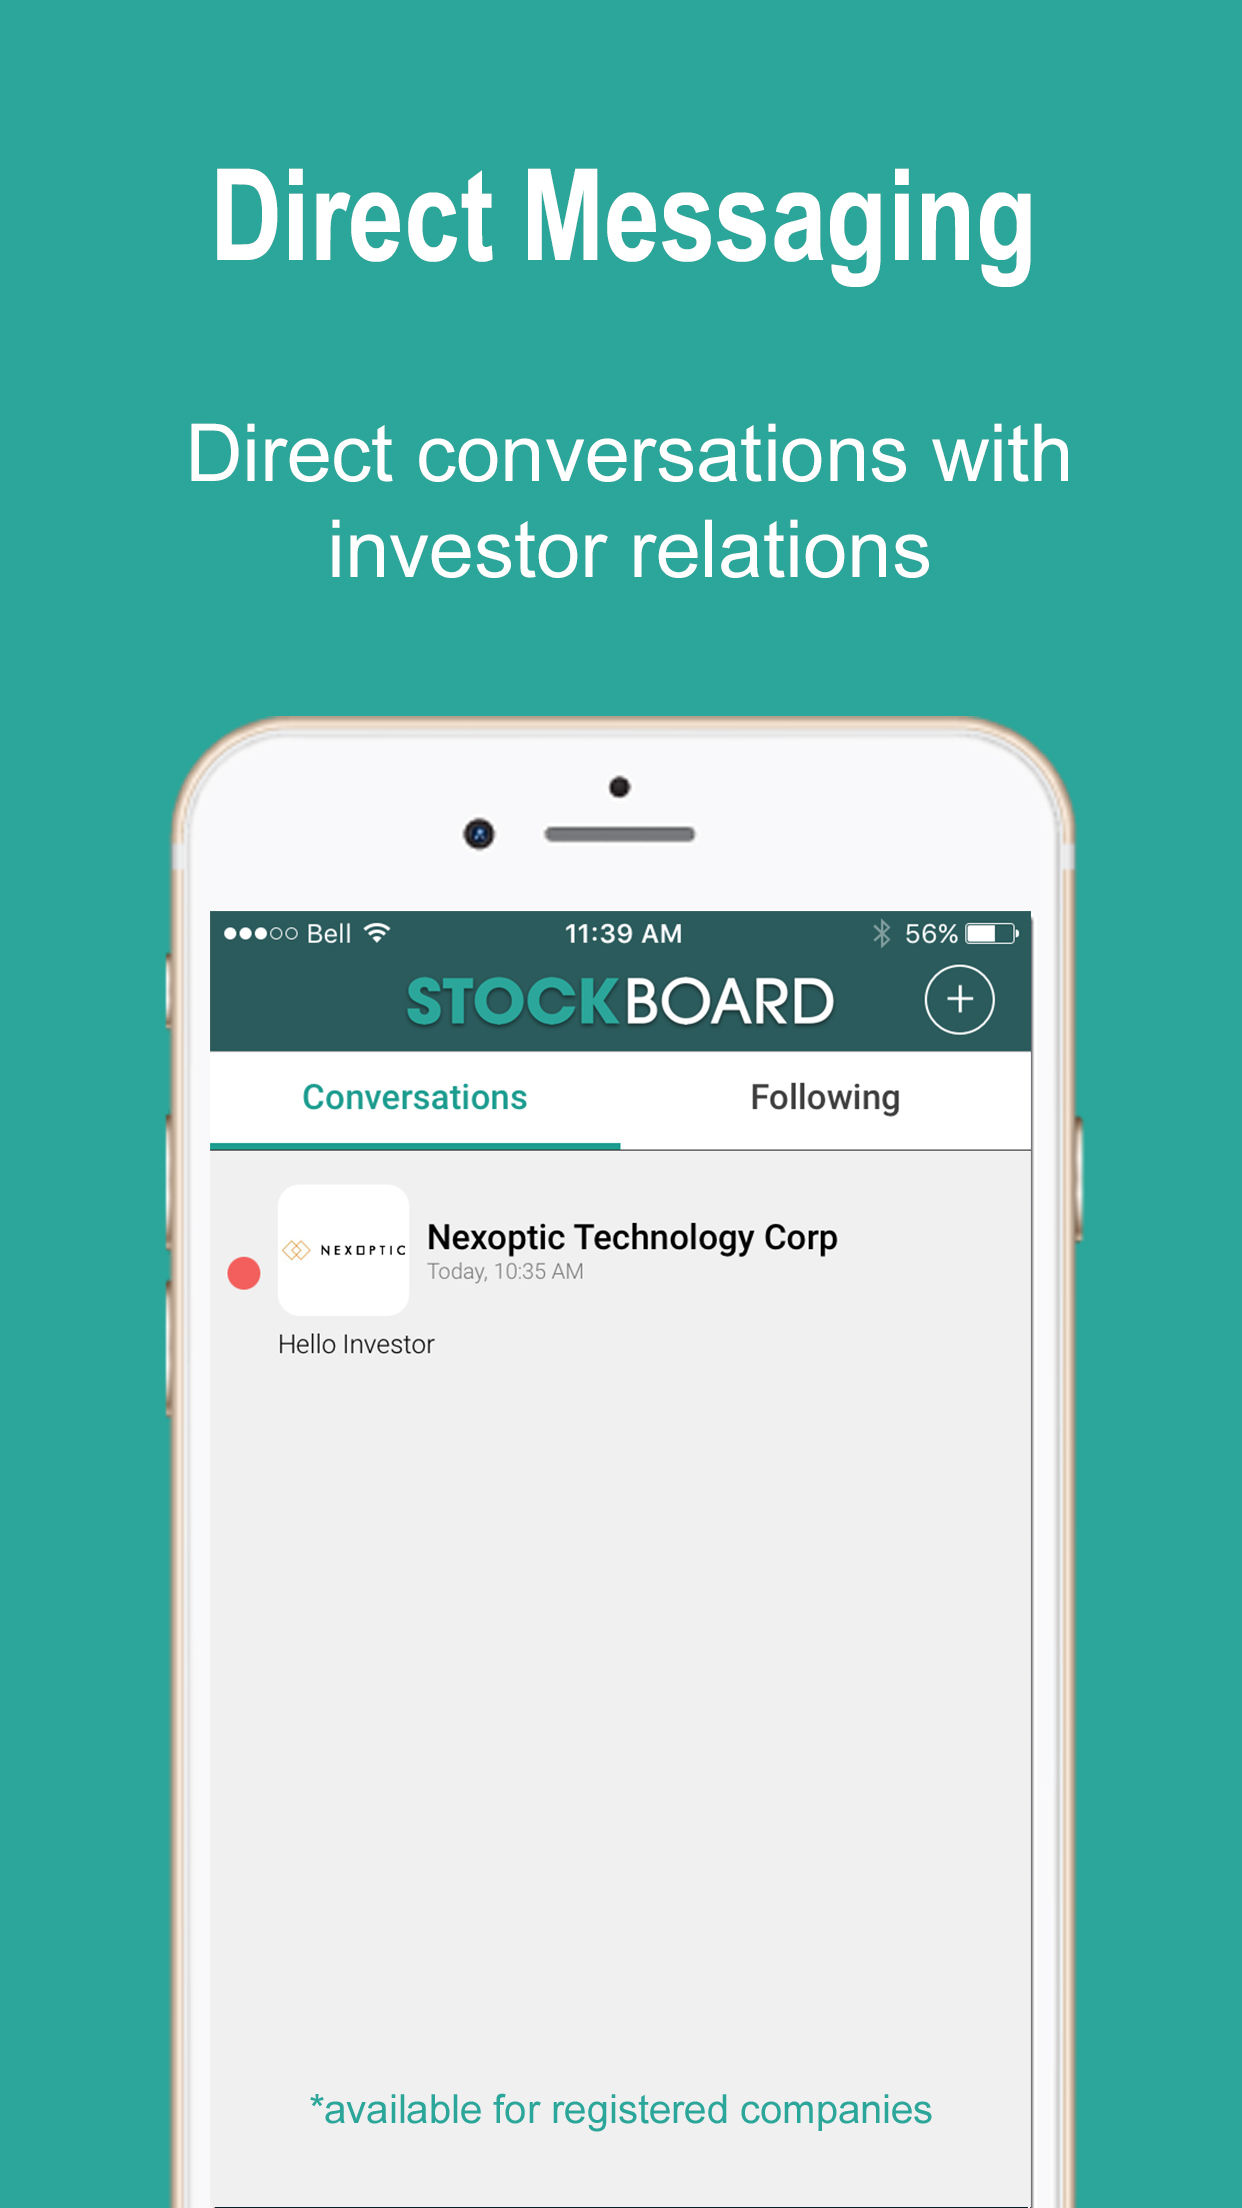 Direct Messaging
Direct conversations with
investor relations
Bell 11:39 AM 56%
STOCKBOARD
Conversations Following
NEXOPTIC
Nexoptic Technology Corp
Today, 10:35 AM
Hello Investor
*available for registered companies